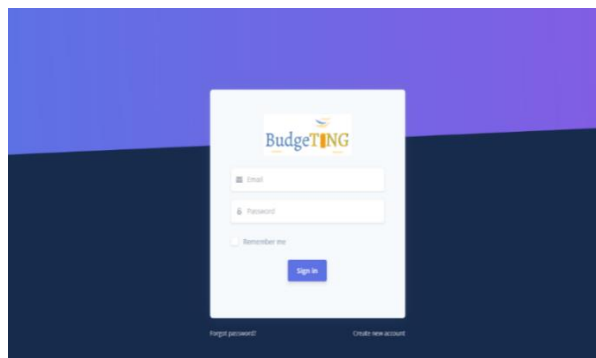 BudgeTING
Email
Password
Remember me
Sign in
Forgot password?
Create new account